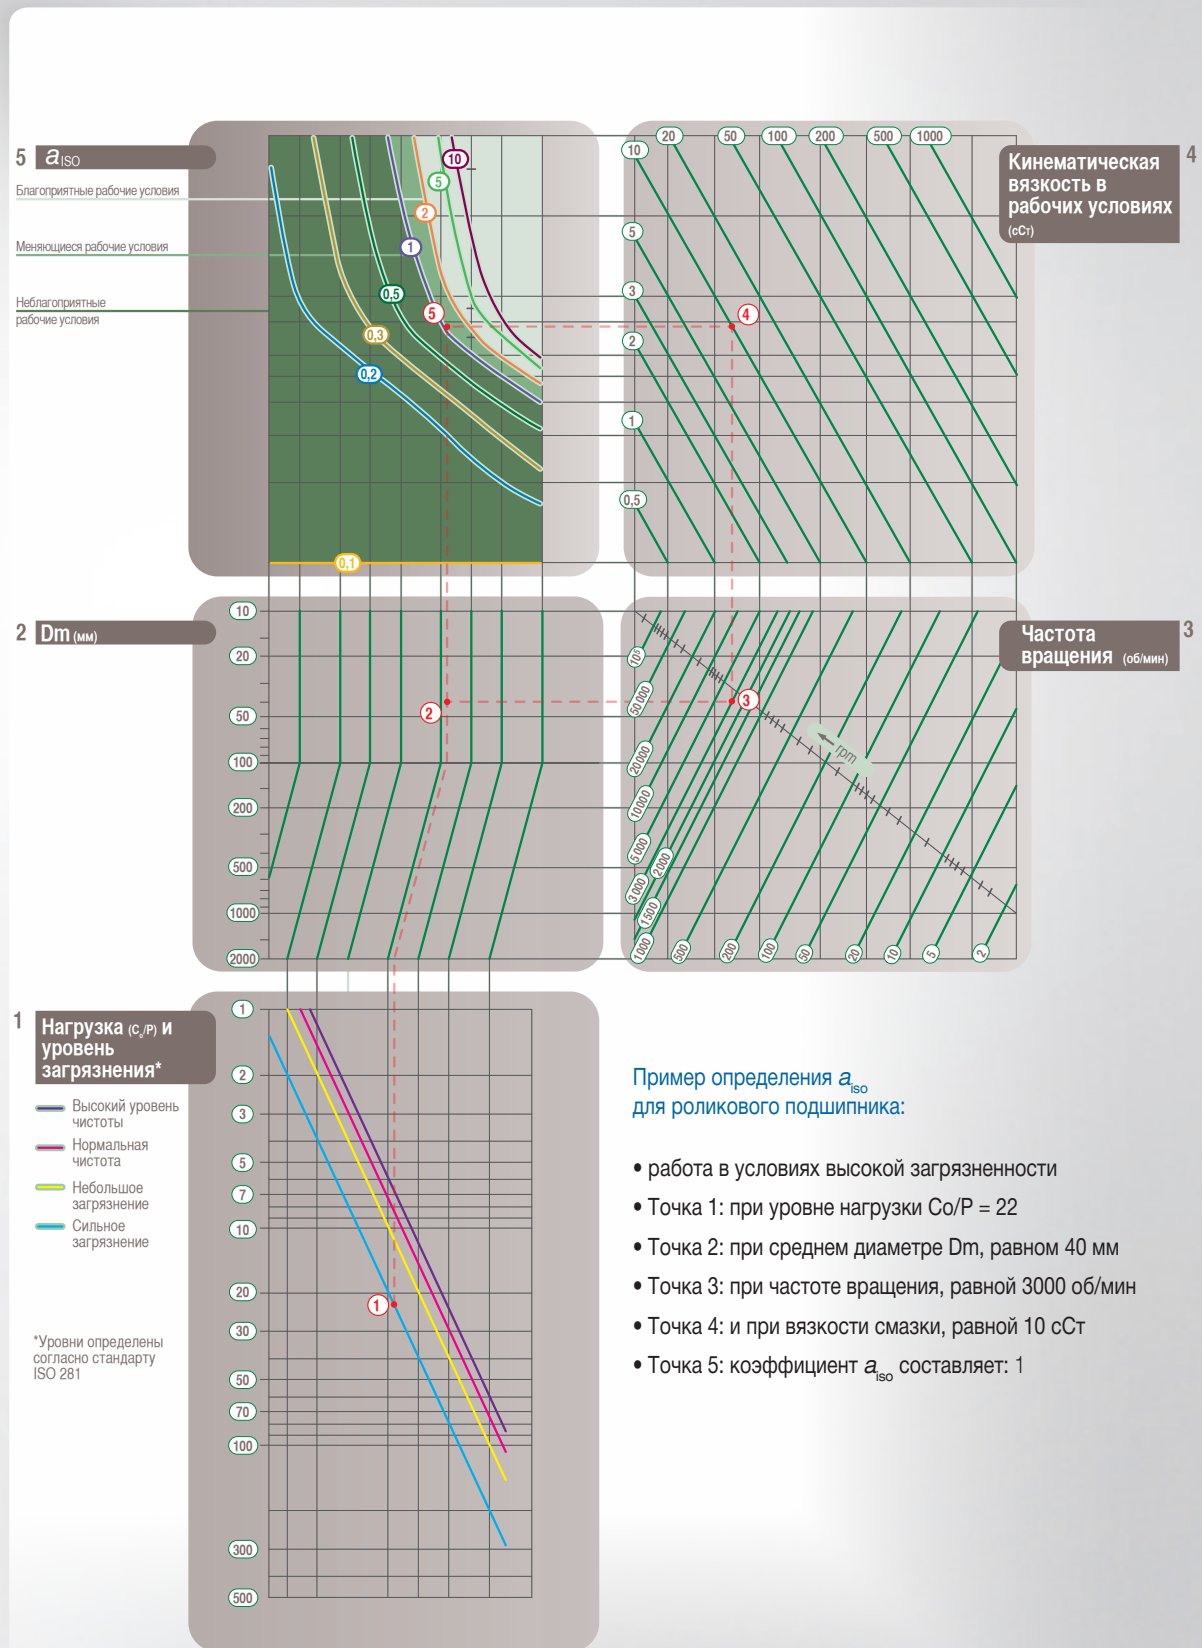 5 aISO
Благоприятные рабочие условия
Меняющиеся рабочие условия
Неблагоприятные
рабочие условия
10
5
2
1
0.5
0,3
0,2
0,1
5
20 50 100 200 500 1000
10
5
3
2
1
0,5
4
Кинематическая
вязкость в
рабочих условиях
(сСт)
4
2 Dm (мм)
10
20
50
100
200
500
1000
2000
2
Частота
вращения (об/мин)
3
10⁵
50 000
20 000
10 000
5 000
3 000
2000
1500
1000
500
200
100
50
20
10
5
2
rpm
3
1 Нагрузка (C₀/P) и
уровень
загрязнения*
Высокий уровень
чистоты
Нормальная
чистота
Небольшое
загрязнение
Сильное
загрязнение
*Уровни определены
согласно стандарту
ISO 281
1
2
3
5
7
10
20
30
50
70
100
300
500
1
Пример определения aiso
для роликового подшипника:
• работа в условиях высокой загрязненности
• Точка 1: при уровне нагрузки Co/P = 22
• Точка 2: при среднем диаметре Dm, равном 40 мм
• Точка 3: при частоте вращения, равной 3000 об/мин
• Точка 4: и при вязкости смазки, равной 10 сСт
• Точка 5: коэффициент aiso составляет: 1